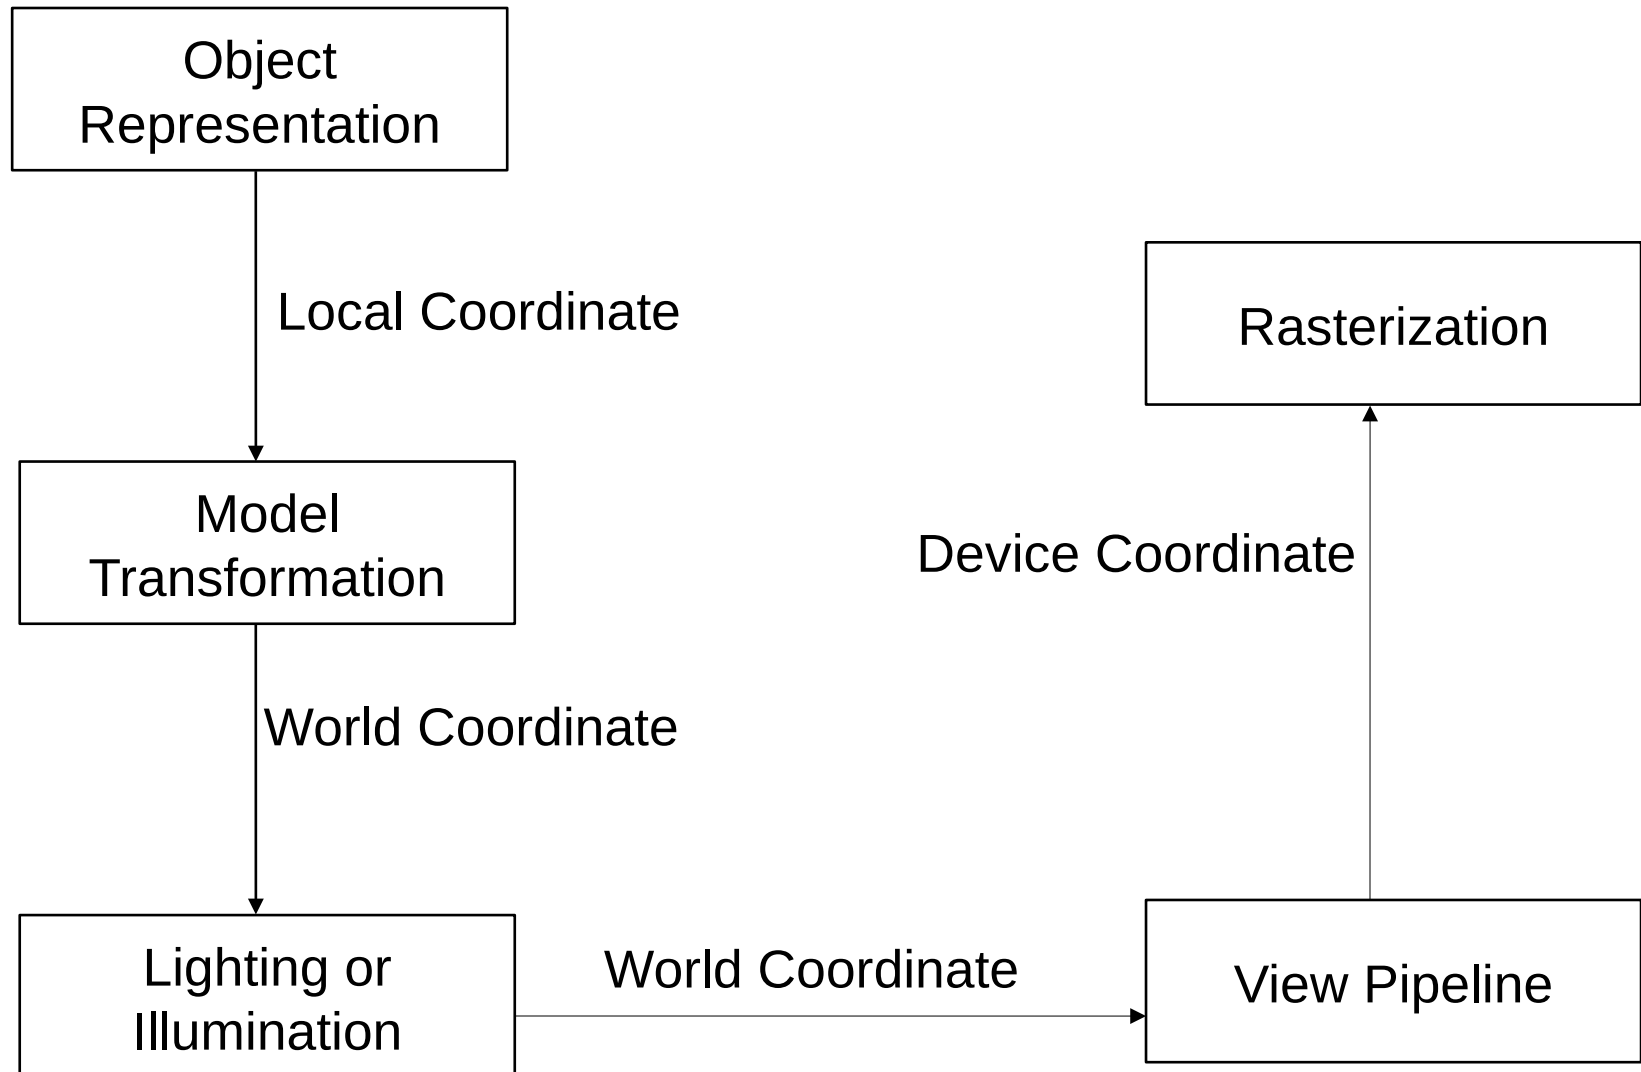 Object
Representation
Local Coordinate
Model
Transformation
World Coordinate
Lighting or
Illumination
World Coordinate
View Pipeline
Device Coordinate
Rasterization